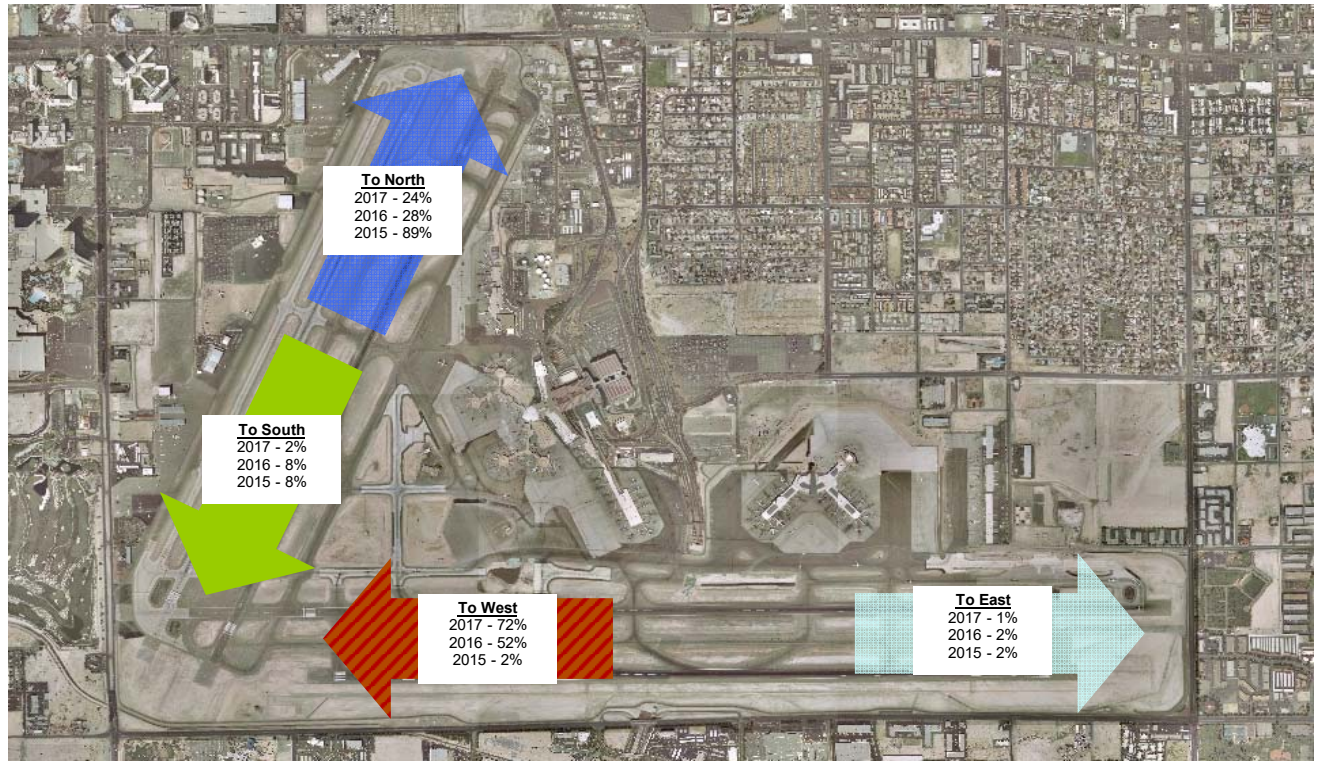 To North
2017 - 24%
2016 - 28%
2015 - 89%
To South
2017 - 2%
2016 - 8%
2015 - 8%
To West
2017 - 72%
2016 - 52%
2015 - 2%
To East
2017 - 1%
2016 - 2%
2015 - 2%